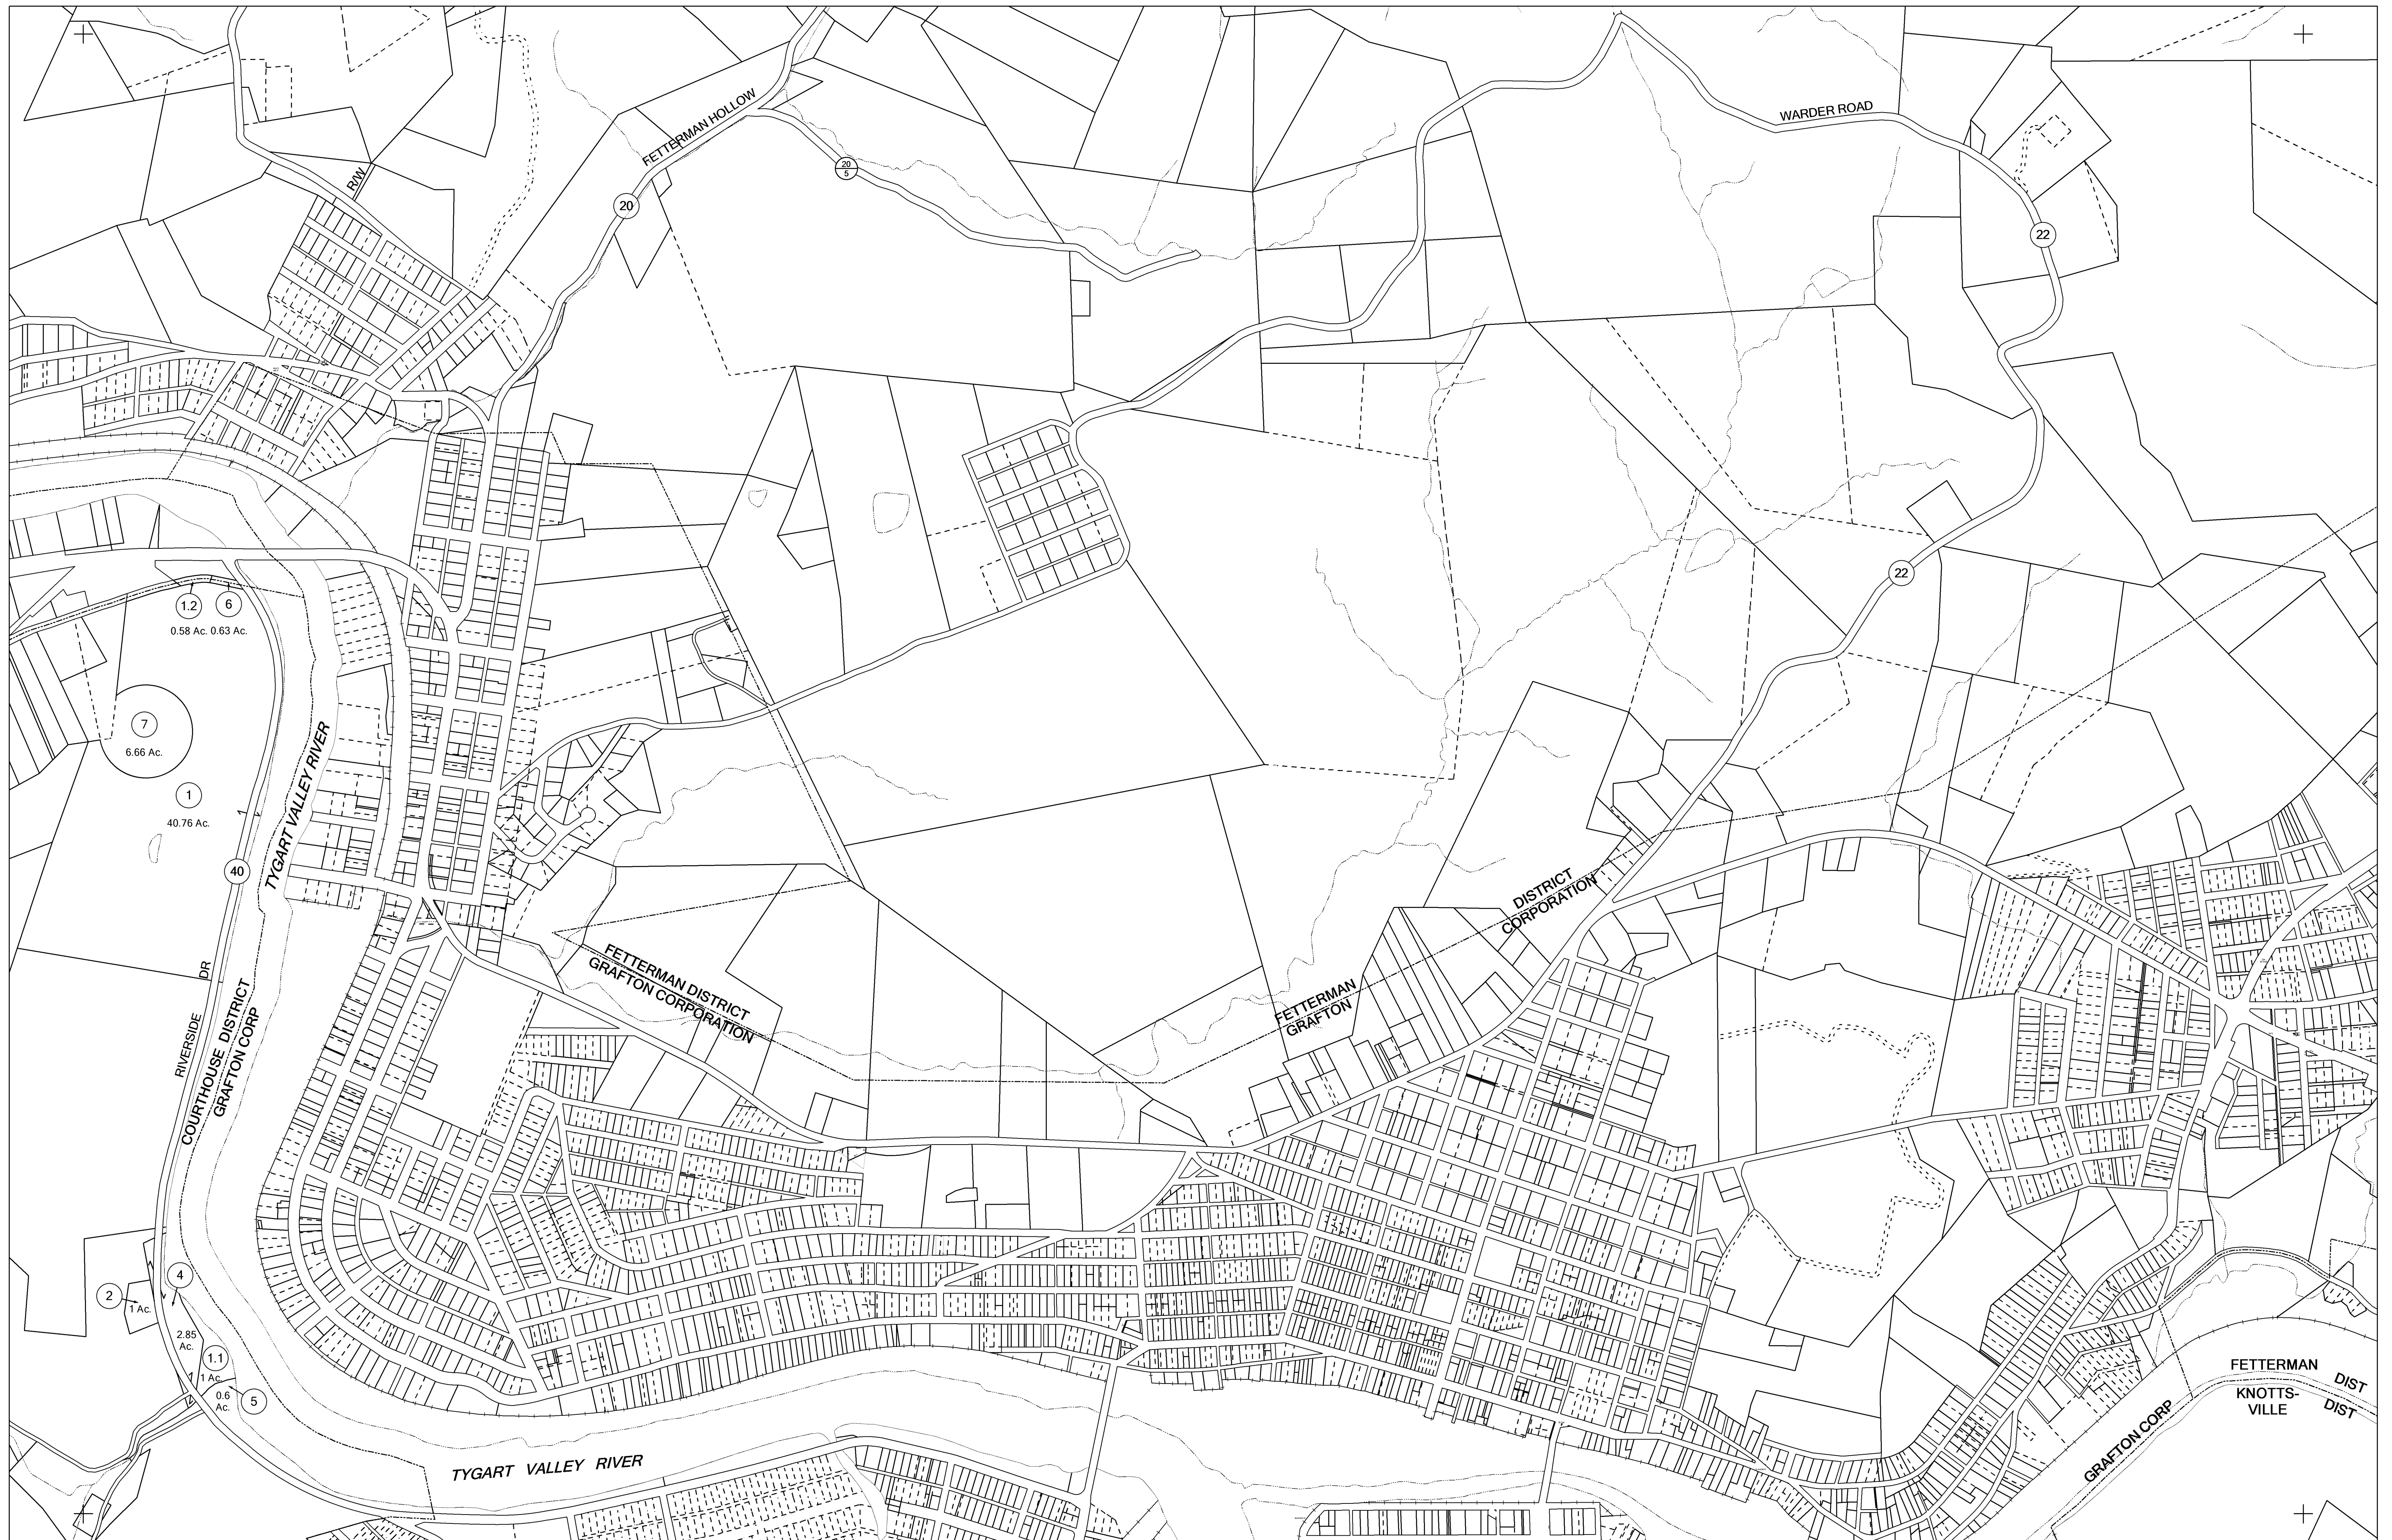 WARDER ROAD
FETTERMAN HOLLOW
20
5
R/W
20
22
22
1.2
6
0.58 Ac.
0.63 Ac.
7
6.66 Ac.
1
40.76 Ac.
40
TYGART VALLEY RIVER
RIVERSIDE DR
COURTHOUSE DISTRICT
GRAFTON CORP
FETTERMAN DISTRICT
GRAFTON CORPORATION
FETTERMAN DISTRICT
GRAFTON CORPORATION
4
2
1 Ac.
2.85
Ac.
1.1
1 Ac.
0.6
Ac.
5
TYGART VALLEY RIVER
FETTERMAN DIST
KNOTTS-
VILLE DIST
GRAFTON CORP